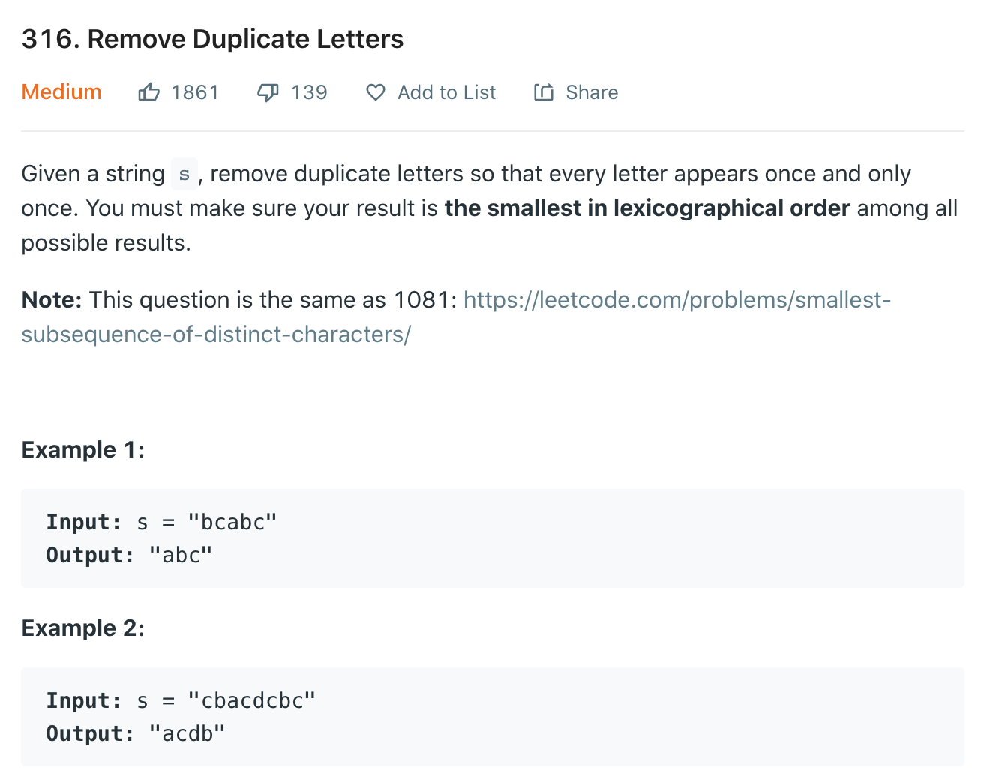 316. Remove Duplicate Letters
Medium 1861 139 Add to List Share
Given a string s, remove duplicate letters so that every letter appears once and only
once. You must make sure your result is the smallest in lexicographical order among all
possible results.
Note: This question is the same as 1081: https://leetcode.com/problems/smallest-
subsequence-of-distinct-characters/
Example 1:
Input: s = "bcabc"
Output: "abc"
Example 2:
Input: s = "cbacdcbc"
Output: "acdb"